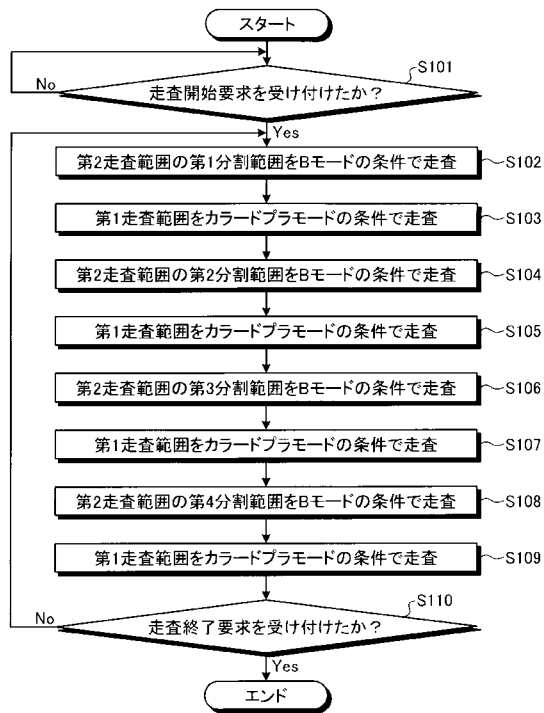 スタート
S101
No
走査開始要求を受け付けたか？
Yes
第2走査範囲の第1分割範囲をBモードの条件で走査
S102
第1走査範囲をカラードプラモードの条件で走査
S103
第2走査範囲の第2分割範囲をBモードの条件で走査
S104
第1走査範囲をカラードプラモードの条件で走査
S105
第2走査範囲の第3分割範囲をBモードの条件で走査
S106
第1走査範囲をカラードプラモードの条件で走査
S107
第2走査範囲の第4分割範囲をBモードの条件で走査
S108
第1走査範囲をカラードプラモードの条件で走査
S109
S110
No
走査終了要求を受け付けたか？
Yes
エンド